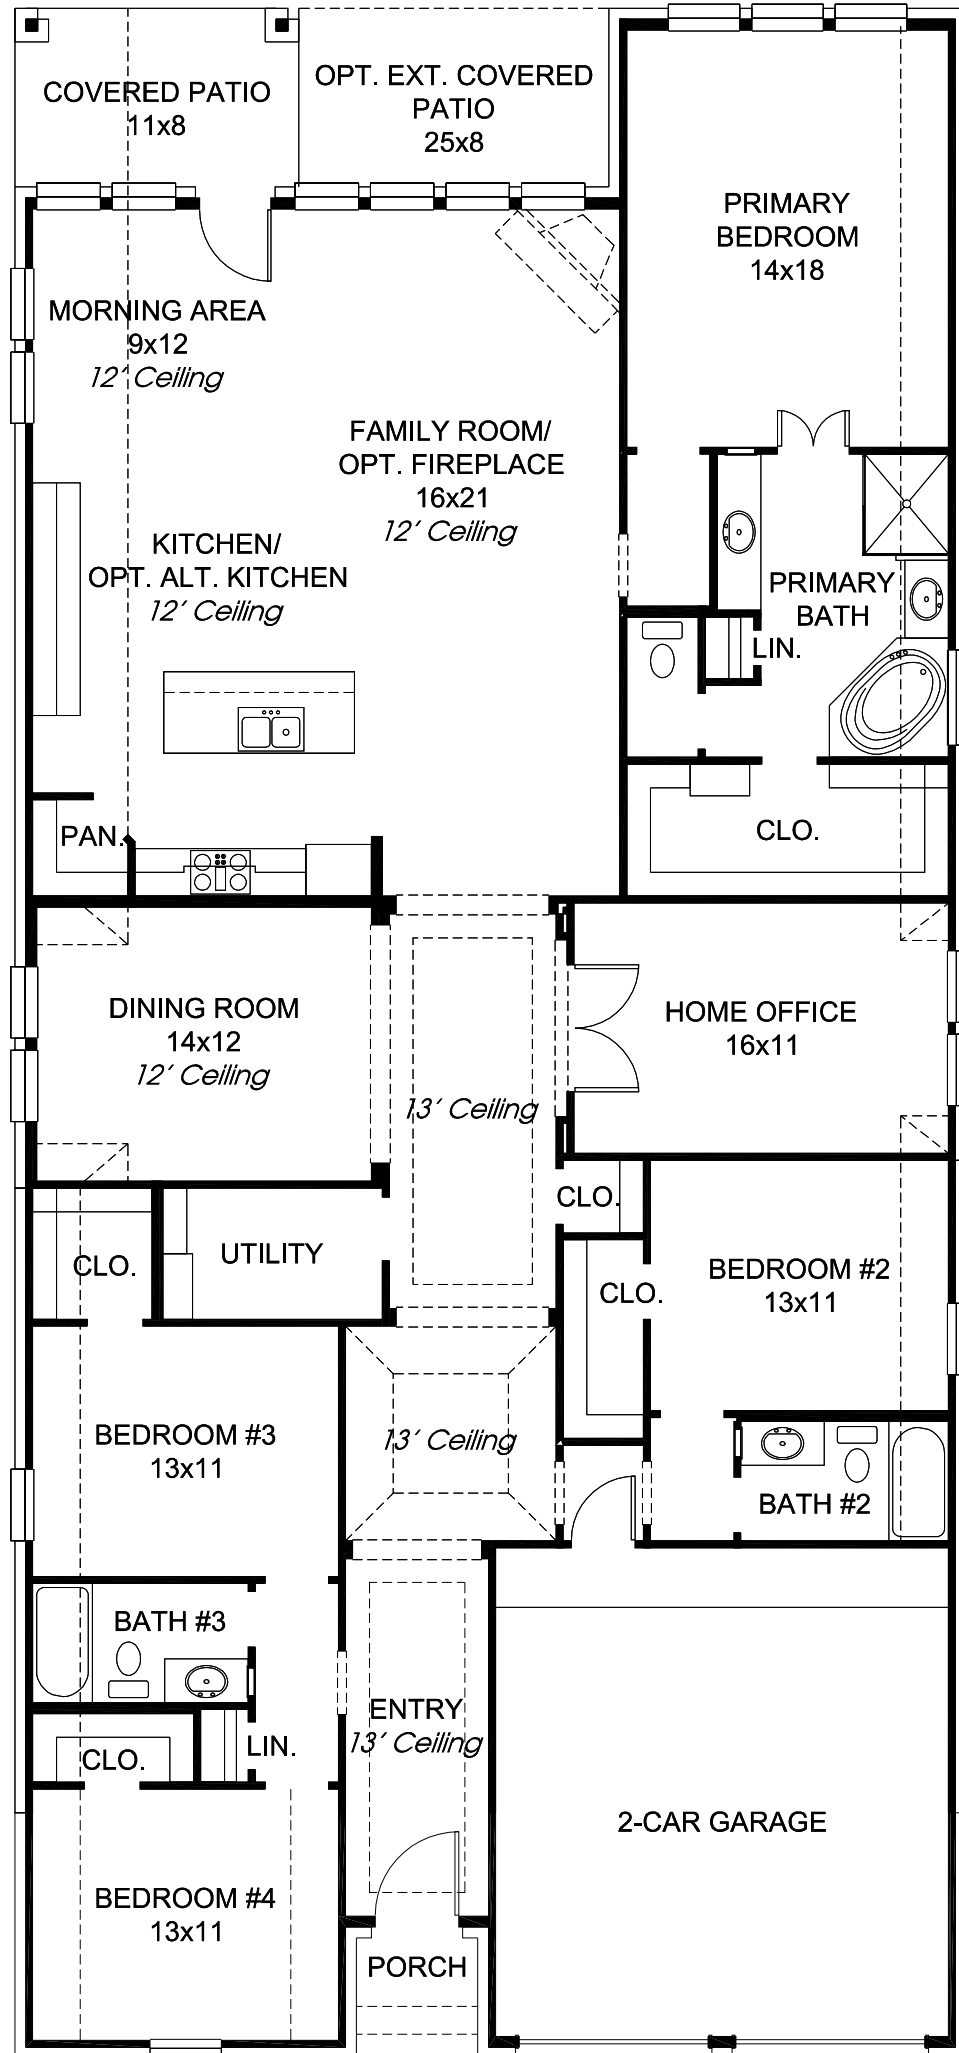 COVERED PATIO
11x8
OPT. EXT. COVERED
PATIO
25x8
PRIMARY
BEDROOM
14x18
MORNING AREA
9x12
12' Ceiling
FAMILY ROOM/
OPT. FIREPLACE
16x21
12' Ceiling
KITCHEN/
OPT. ALT. KITCHEN
12' Ceiling
PRIMARY
BATH
LIN.
PAN.
CLO.
DINING ROOM
14x12
12' Ceiling
13' Ceiling
HOME OFFICE
16x11
CLO.
UTILITY
CLO.
CLO.
BEDROOM #2
13x11
BEDROOM #3
13x11
13' Ceiling
BATH #2
BATH #3
ENTRY
13' Ceiling
LIN.
CLO.
2-CAR GARAGE
BEDROOM #4
13x11
PORCH